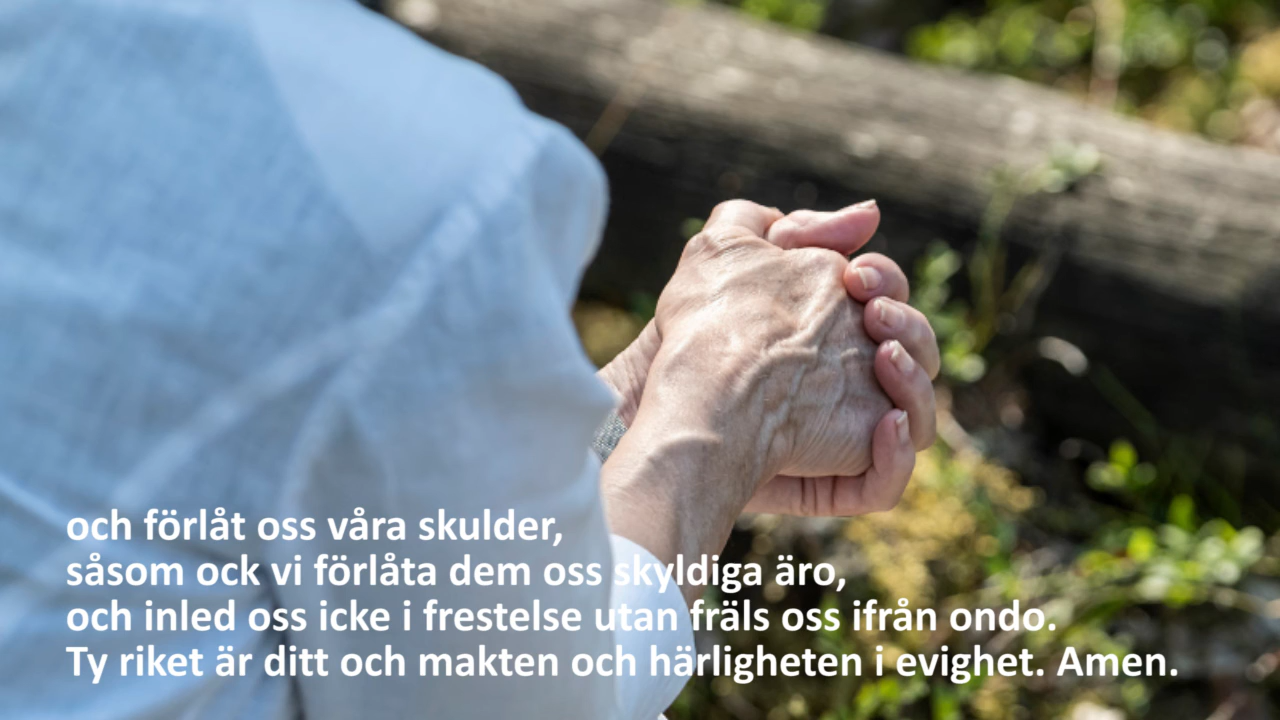 och förlåt oss våra skulder,
såsom ock vi förlåta dem oss skyldiga äro,
och inled oss icke i frestelse utan fräls oss ifrån ondo.
Ty riket är ditt och makten och härligheten i evighet. Amen.